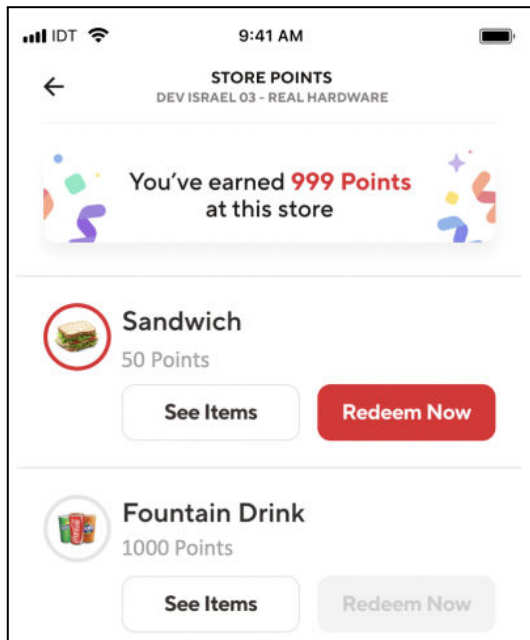 IDT 9:41 AM
STORE POINTS
DEV ISRAEL 03 - REAL HARDWARE
You've earned 999 Points
at this store
Sandwich
50 Points
See Items Redeem Now
Fountain Drink
1000 Points
See Items Redeem Now